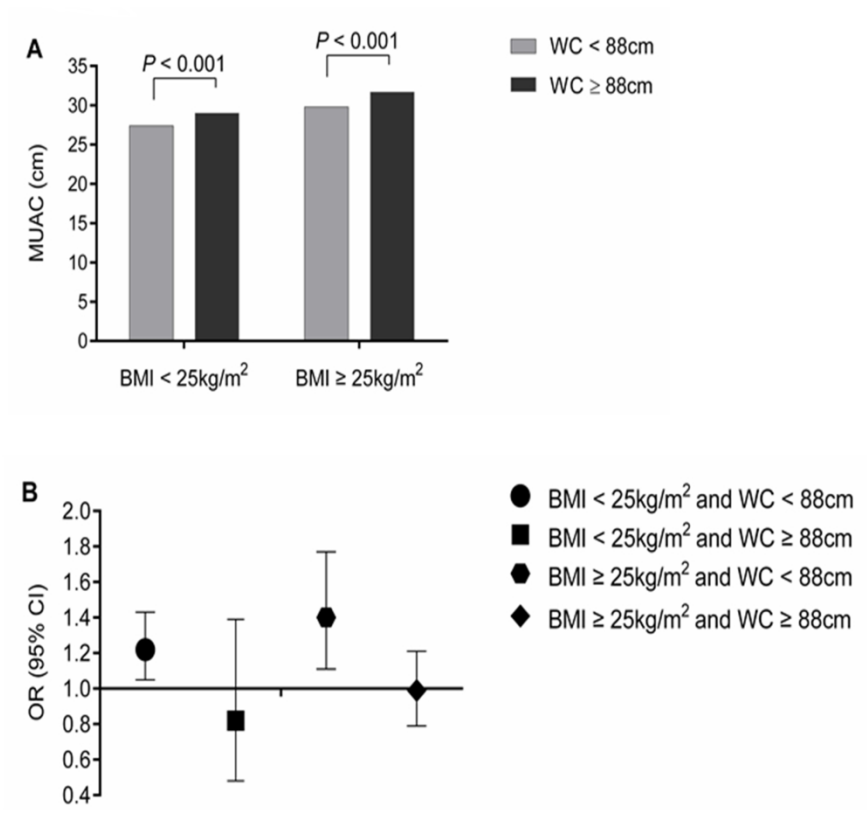 A
P < 0.001
P < 0.001
WC < 88cm
WC ≥ 88cm
MUAC (cm)
35
30
25
20
15
10
5
0
BMI < 25kg/m²
BMI ≥ 25kg/m²
B
BMI < 25kg/m² and WC < 88cm
BMI < 25kg/m² and WC ≥ 88cm
BMI ≥ 25kg/m² and WC < 88cm
BMI ≥ 25kg/m² and WC ≥ 88cm
OR (95% CI)
2.0
1.8
1.6
1.4
1.2
1.0
0.8
0.6
0.4